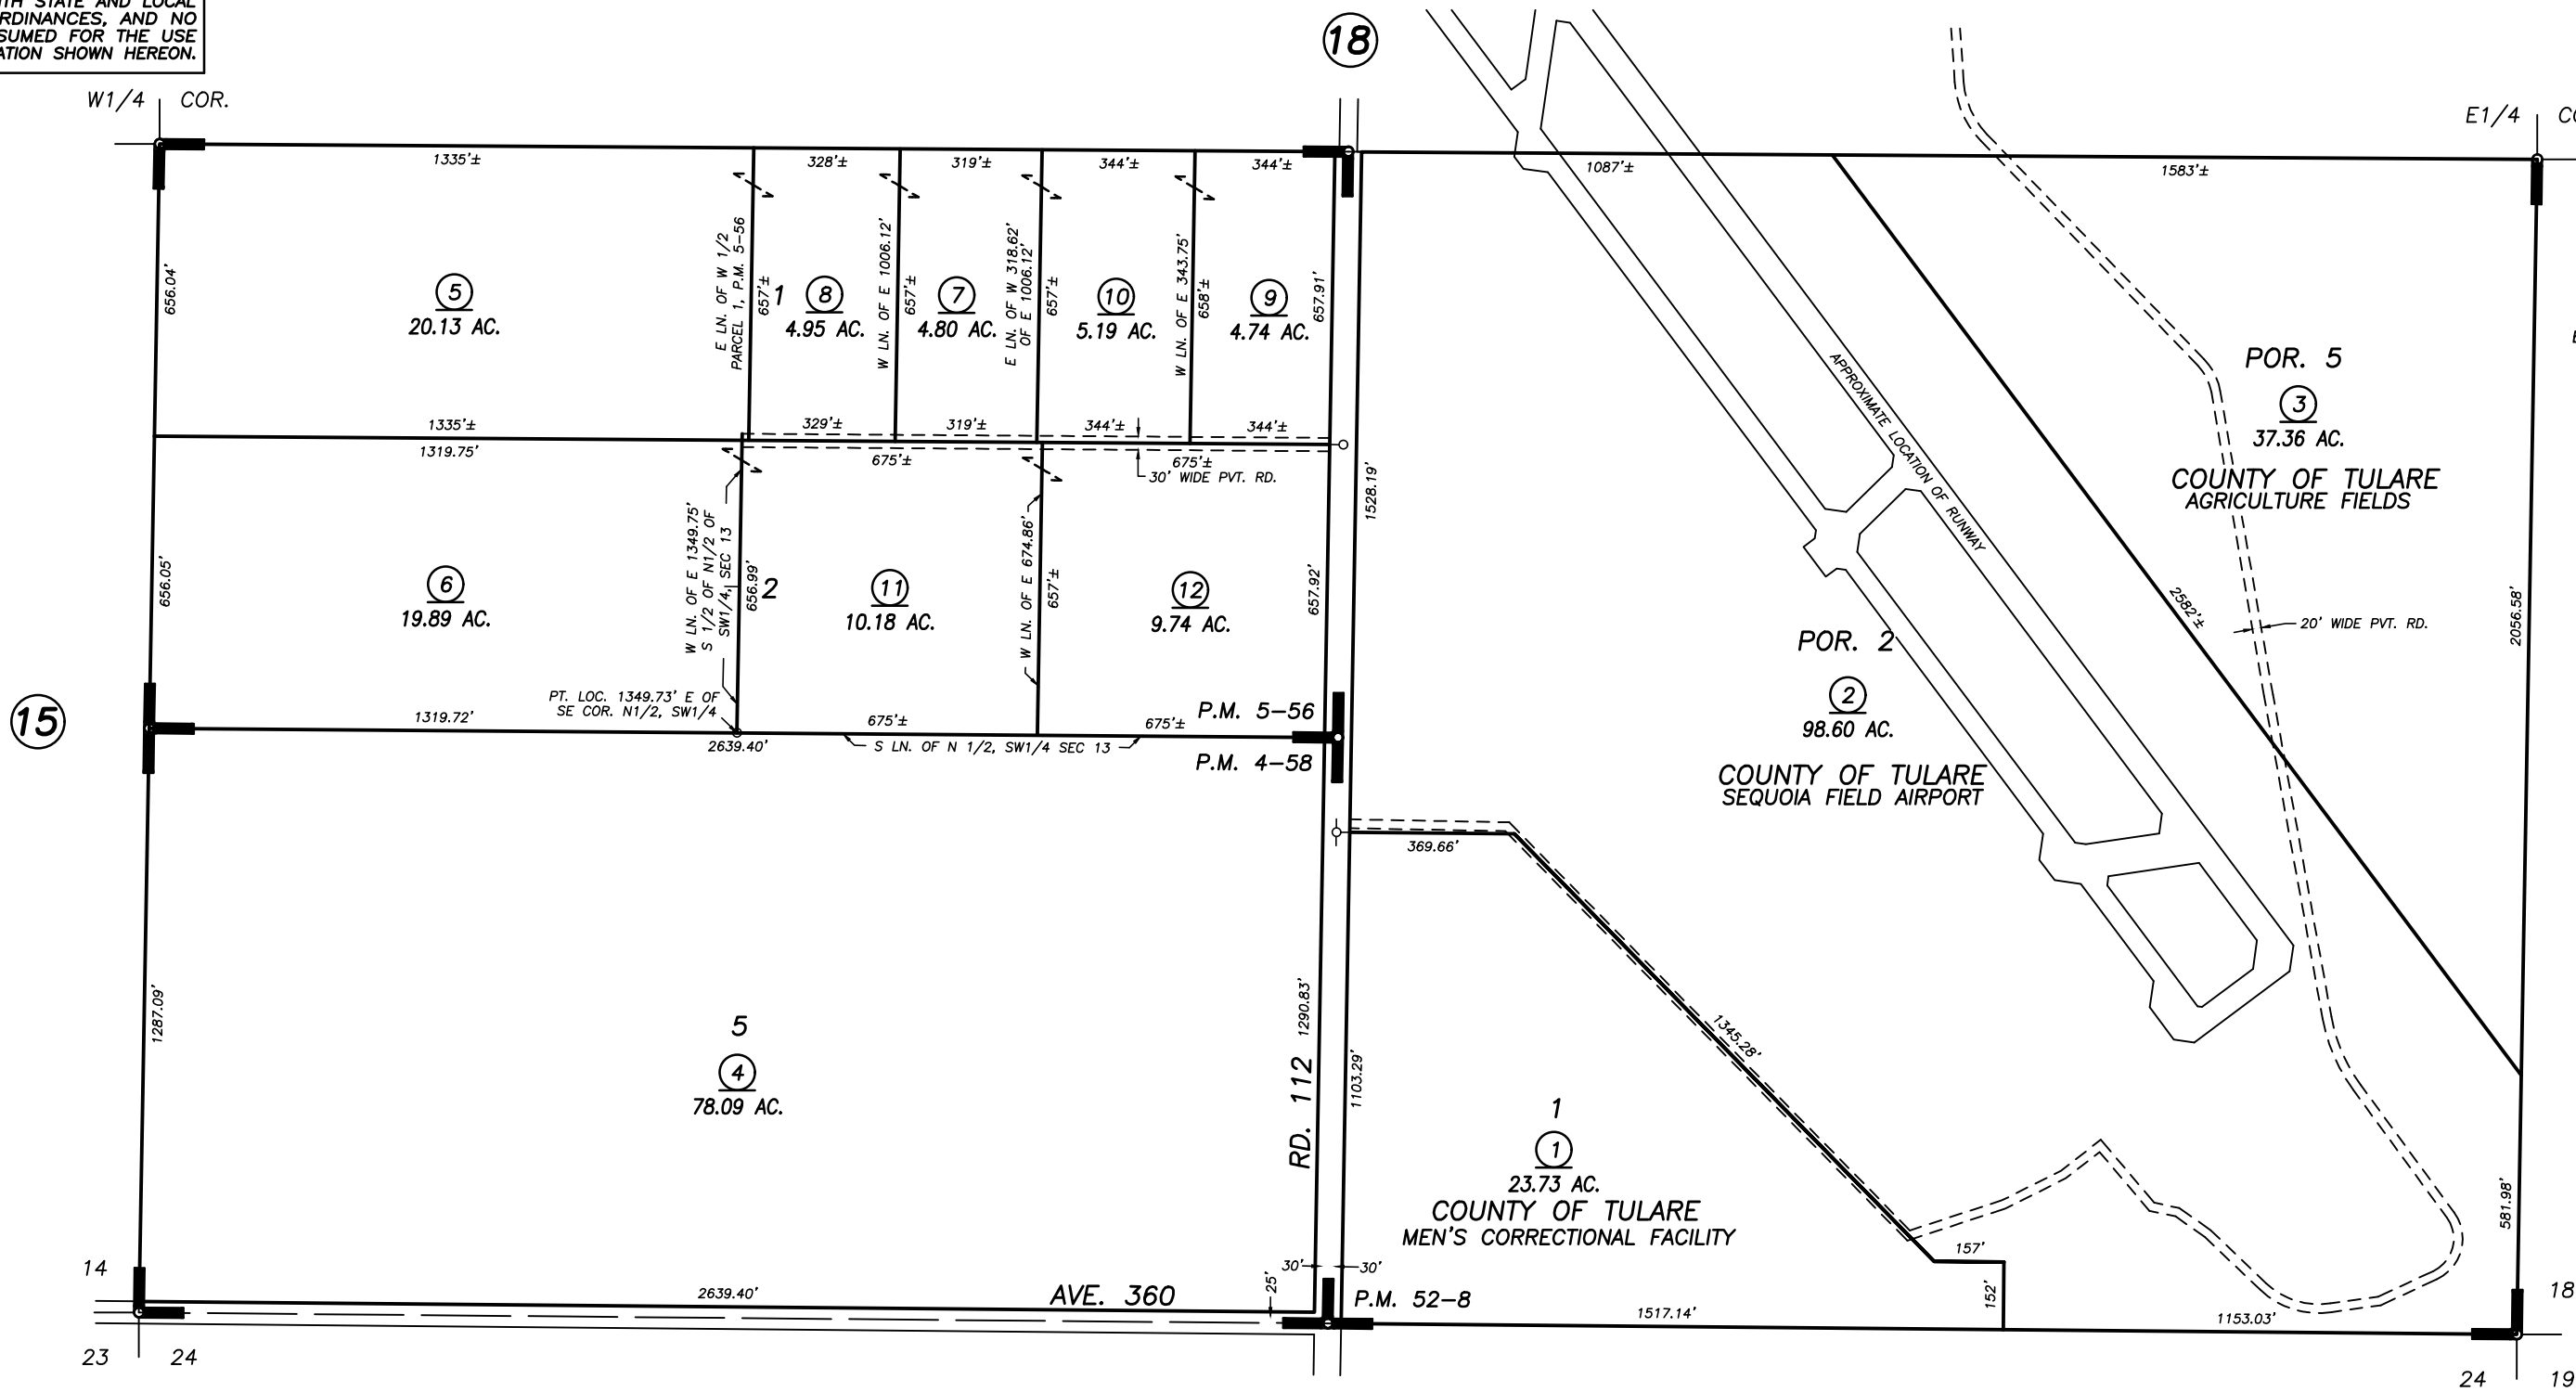 STATE AND LOCAL
AND NO
FOR THE USE
SHOWN HEREON.
18
W1/4 COR.
E1/4
1335'±
328'±
319'±
344'±
344'±
1087'±
1583'±
656.04'
5
20.13 AC.
E LN. OF W 1/2
PARCEL 1, P.M. 5-56
657'±
1
8
4.95 AC.
W LN. OF E 1006.12'
657'±
7
4.80 AC.
E LN. OF W 318.62'
OF E 1006.12'
657'±
10
5.19 AC.
W LN. OF E 343.75'
658'±
9
4.74 AC.
657.91'
APPROXIMATE LOCATION OF RUNWAY
POR. 5
3
37.36 AC.
COUNTY OF TULARE
AGRICULTURE FIELDS
1335'±
329'±
319'±
344'±
344'±
1319.75'
675'±
675'±
30' WIDE PVT. RD.
1528.19'
656.05'
6
19.89 AC.
W LN. OF E 1349.75'
S 1/2 OF N1/2 OF
SW1/4, SEC 13
656.99'
2
11
10.18 AC.
W LN. OF E 674.86'
657'±
12
9.74 AC.
657.92'
2582'±
20' WIDE PVT. RD.
2056.58'
POR. 2
2
98.60 AC.
COUNTY OF TULARE
SEQUOIA FIELD AIRPORT
15
1319.72'
PT. LOC. 1349.73' E OF
SE COR. N1/2, SW1/4
675'±
675'±
P.M. 5-56
2639.40'
S LN. OF N 1/2, SW1/4 SEC 13
P.M. 4-58
369.66'
1287.09'
5
4
78.09 AC.
RD. 112
1290.83'
1103.29'
1345.28'
1
1
23.73 AC.
COUNTY OF TULARE
MEN'S CORRECTIONAL FACILITY
581.98'
157'
152'
14
30'
30'
25'
2639.40'
AVE. 360
P.M. 52-8
1517.14'
1153.03'
18
23
24
24
19